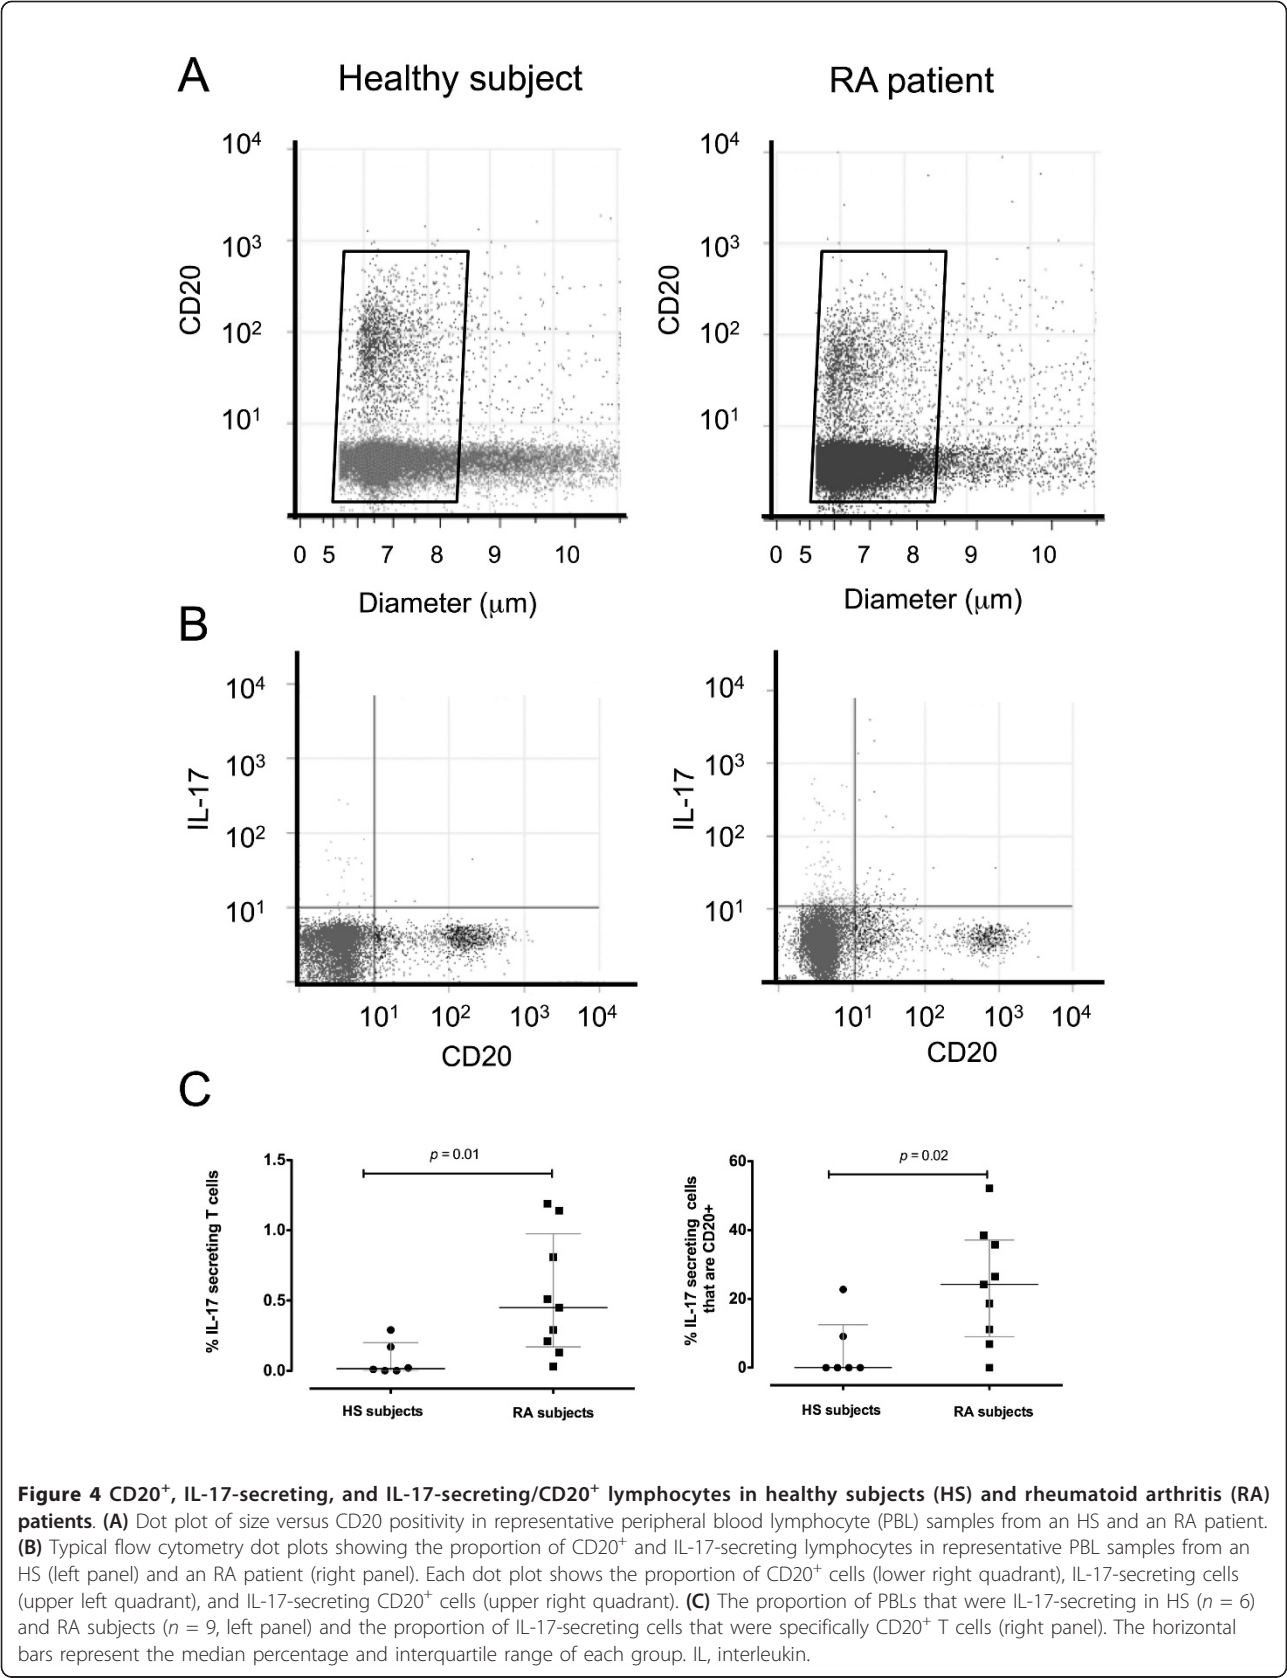 A
Healthy subject
RA patient
10⁴
10³
10²
10¹
CD20
0 5 7 8 9 10
Diameter (µm)
10⁴
10³
10²
10¹
CD20
0 5 7 8 9 10
Diameter (µm)
B
10⁴
10³
10²
10¹
IL-17
10¹ 10² 10³ 10⁴
CD20
10⁴
10³
10²
10¹
IL-17
10¹ 10² 10³ 10⁴
CD20
C
p = 0.01
1.5
1.0
0.5
0.0
% IL-17 secreting T cells
HS subjects
RA subjects
p = 0.02
60
40
20
0
% IL-17 secreting cells
that are CD20+
HS subjects
RA subjects
Figure 4 CD20⁺, IL-17-secreting, and IL-17-secreting/CD20⁺ lymphocytes in healthy subjects (HS) and rheumatoid arthritis (RA)
patients. (A) Dot plot of size versus CD20 positivity in representative peripheral blood lymphocyte (PBL) samples from an HS and an RA patient.
(B) Typical flow cytometry dot plots showing the proportion of CD20⁺ and IL-17-secreting lymphocytes in representative PBL samples from an
HS (left panel) and an RA patient (right panel). Each dot plot shows the proportion of CD20⁺ cells (lower right quadrant), IL-17-secreting cells
(upper left quadrant), and IL-17-secreting CD20⁺ cells (upper right quadrant). (C) The proportion of PBLs that were IL-17-secreting in HS (n = 6)
and RA subjects (n = 9, left panel) and the proportion of IL-17-secreting cells that were specifically CD20⁺ T cells (right panel). The horizontal
bars represent the median percentage and interquartile range of each group. IL, interleukin.